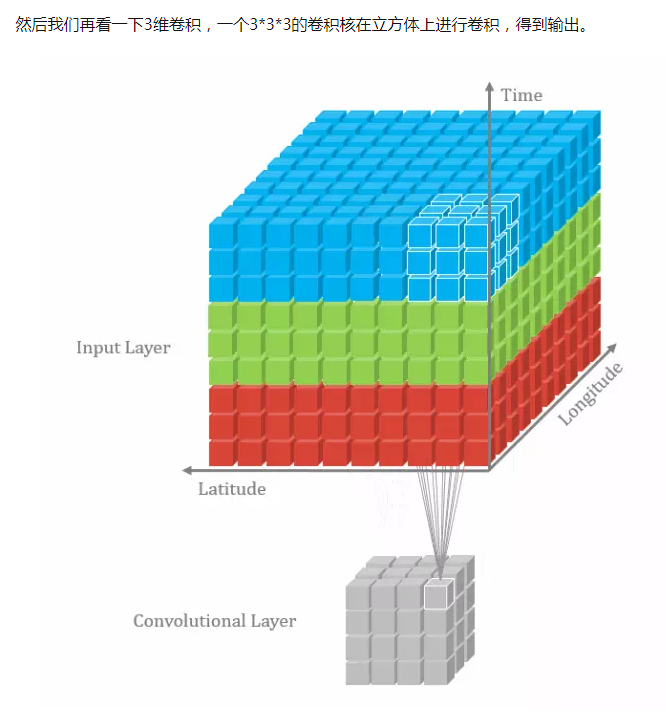 然后我们再看一下3维卷积，一个3*3*3的卷积核在立方体上进行卷积，得到输出。
Time
Input Layer
Longitude
Latitude
Convolutional Layer